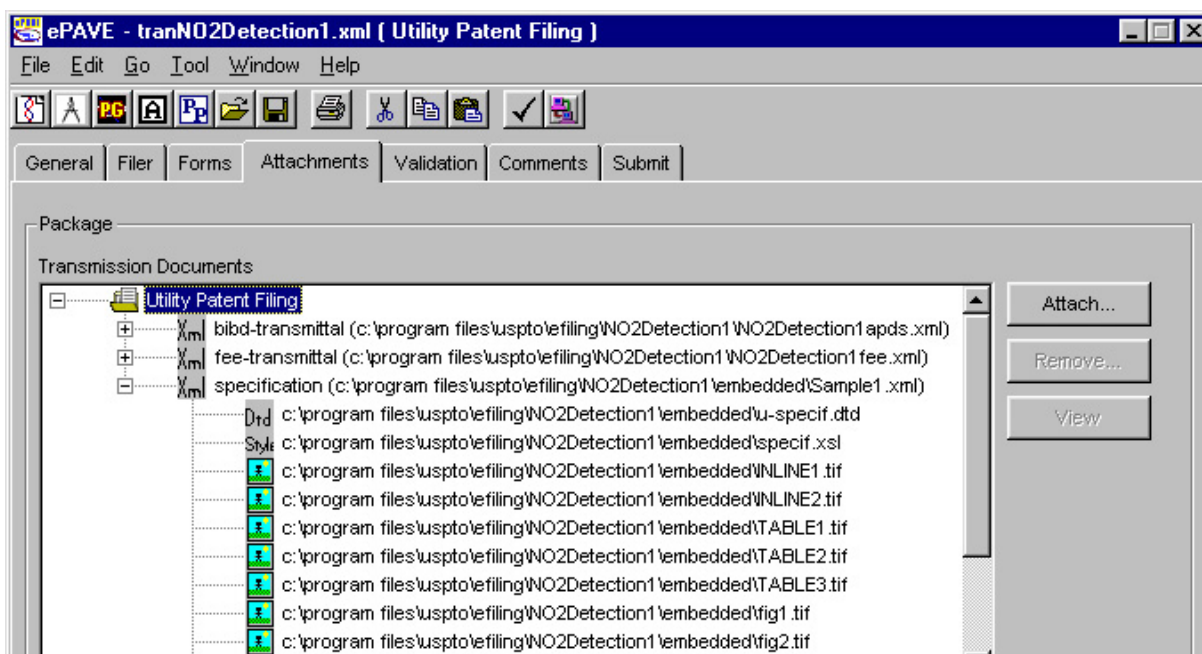 ePAVE - tranNO2Detection1.xml ( Utility Patent Filing )
File Edit Go Tool Window Help
PG A PP
General Filer Forms Attachments Validation Comments Submit
Package
Transmission Documents
Utility Patent Filing
Attach...
Xml bibd-transmittal (c:\program files\uspto\efiling\NO2Detection1\NO2Detection1apds.xml)
Xml fee-transmittal (c:\program files\uspto\efiling\NO2Detection1\NO2Detection1fee.xml)
Remove...
Xml specification (c:\program files\uspto\efiling\NO2Detection1\embedded\Sample1.xml)
Dtd c:\program files\uspto\efiling\NO2Detection1\embedded\u-specif.dtd
View
Style c:\program files\uspto\efiling\NO2Detection1\embedded\specif.xsl
c:\program files\uspto\efiling\NO2Detection1\embedded\INLINE1.tif
c:\program files\uspto\efiling\NO2Detection1\embedded\INLINE2.tif
c:\program files\uspto\efiling\NO2Detection1\embedded\TABLE1.tif
c:\program files\uspto\efiling\NO2Detection1\embedded\TABLE2.tif
c:\program files\uspto\efiling\NO2Detection1\embedded\TABLE3.tif
c:\program files\uspto\efiling\NO2Detection1\embedded\fig1.tif
c:\program files\uspto\efiling\NO2Detection1\embedded\fig2.tif